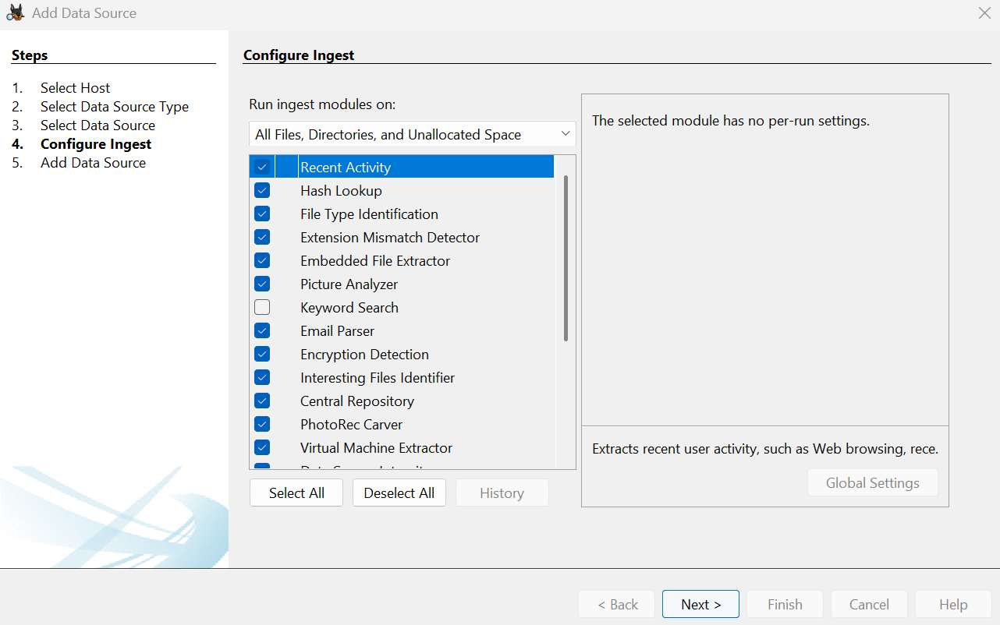 Add Data Source
Steps
1. Select Host
2. Select Data Source Type
3. Select Data Source
4. Configure Ingest
5. Add Data Source
Configure Ingest
Run ingest modules on:
All Files, Directories, and Unallocated Space
Recent Activity
Hash Lookup
File Type Identification
Extension Mismatch Detector
Embedded File Extractor
Picture Analyzer
Keyword Search
Email Parser
Encryption Detection
Interesting Files Identifier
Central Repository
PhotoRec Carver
Virtual Machine Extractor
Select All
Deselect All
History
The selected module has no per-run settings.
Extracts recent user activity, such as Web browsing, rece.
Global Settings
< Back
Next >
Finish
Cancel
Help